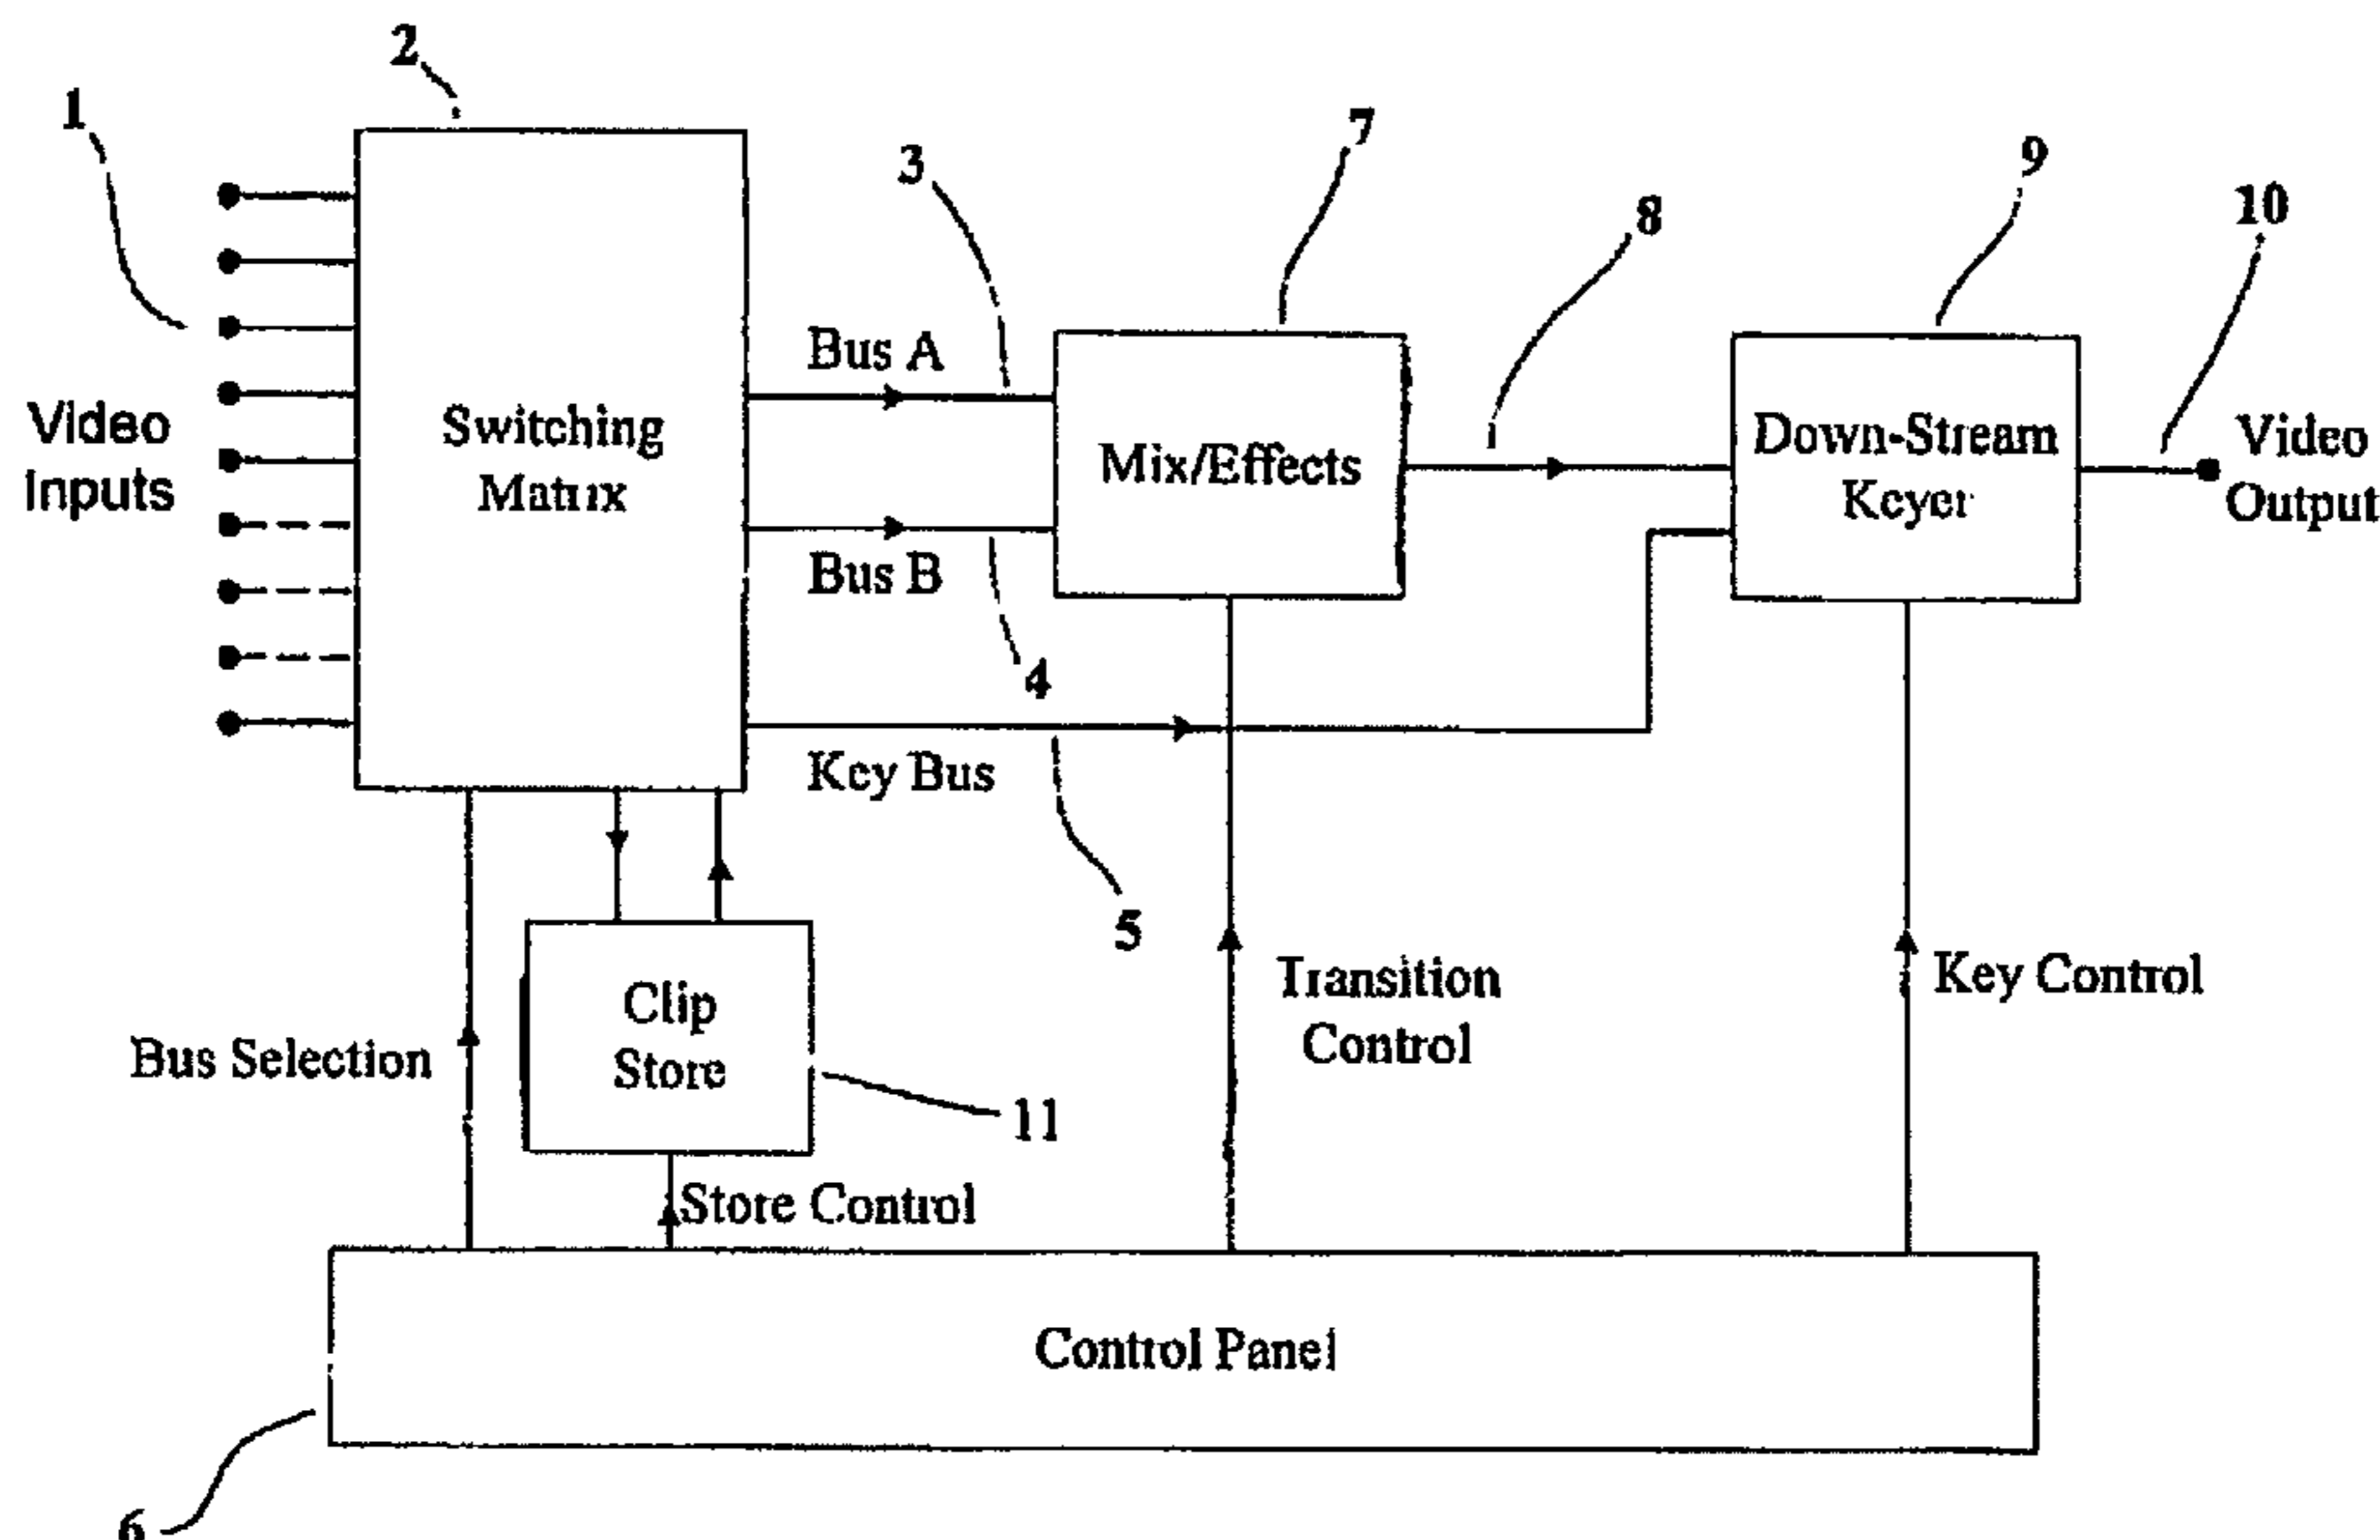 2
1
3
7
9
8
10
Bus A
Video
Inputs
Switching
Matrix
Mix/Effects
Down-Stream
Keyer
Video
Output
Bus B
4
Key Bus
5
Clip
Store
Transition
Control
Key Control
Bus Selection
11
Store Control
Control Panel
6